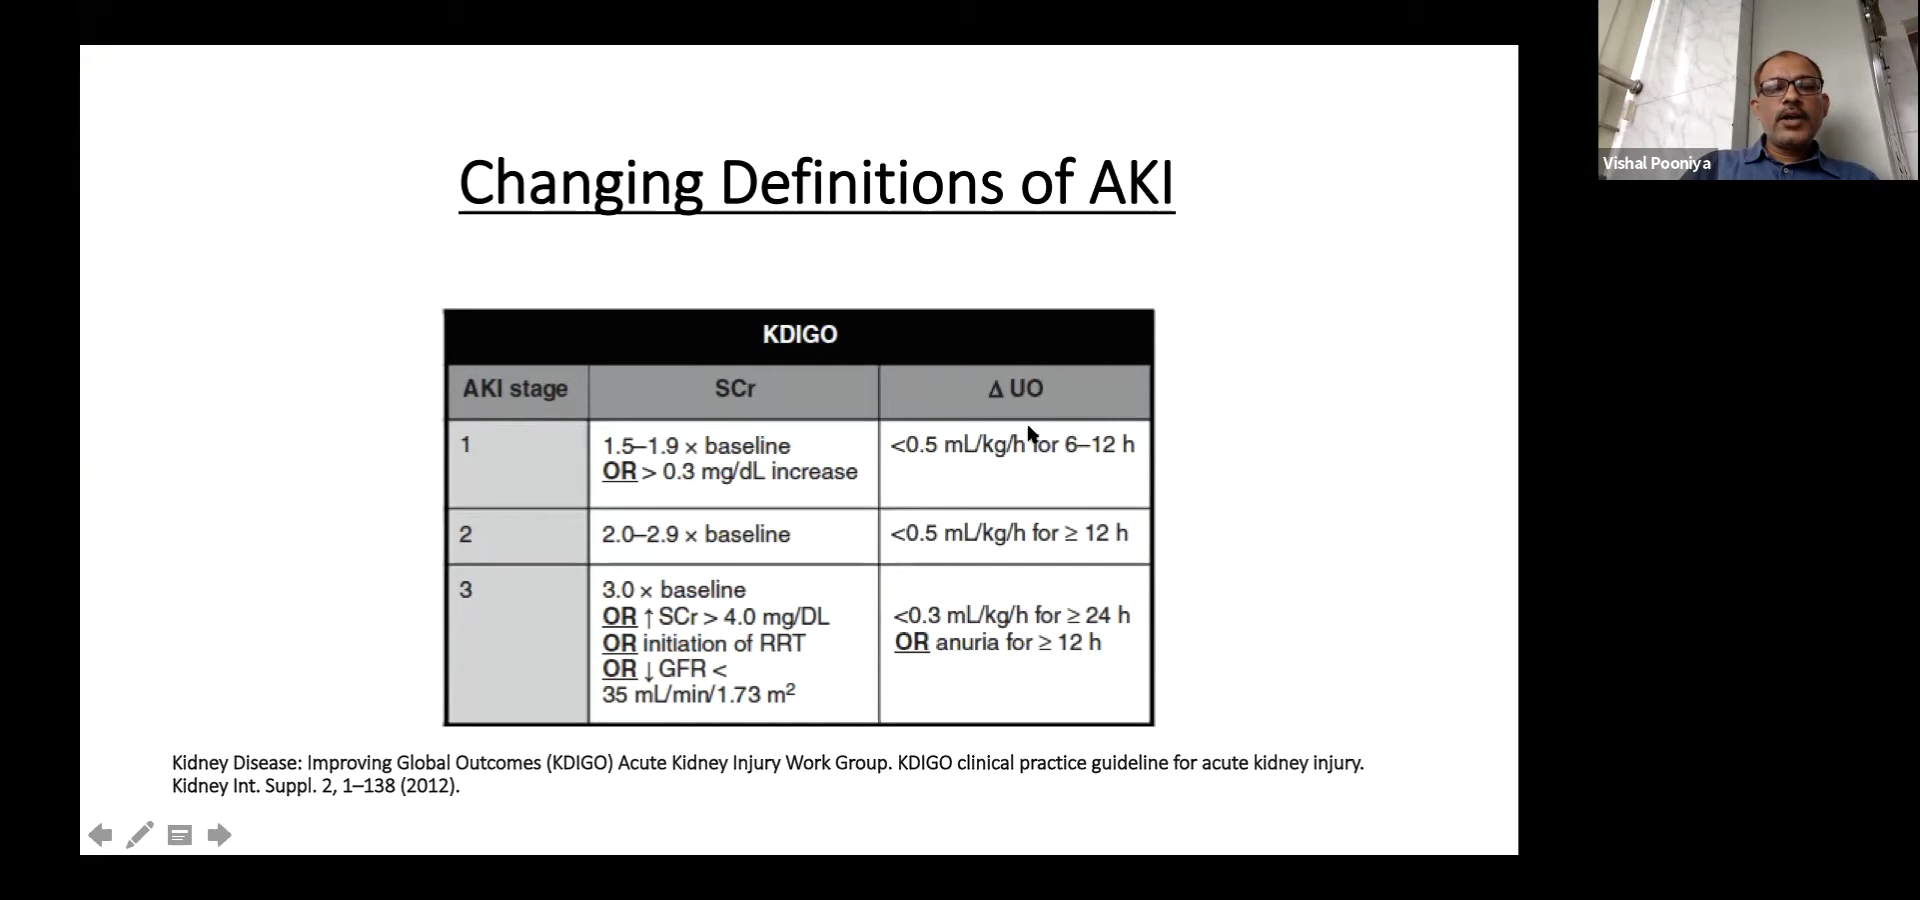 Vishal Pooniya
Changing Definitions of AKI
KDIGO
AKI stage
SCr
Δ UO
1
1.5–1.9 × baseline
OR > 0.3 mg/dL increase
<0.5 mL/kg/h for 6–12 h
2
2.0–2.9 × baseline
<0.5 mL/kg/h for ≥ 12 h
3
3.0 × baseline
OR ↑ SCr > 4.0 mg/DL
OR initiation of RRT
OR ↓ GFR <
35 mL/min/1.73 m²
<0.3 mL/kg/h for ≥ 24 h
OR anuria for ≥ 12 h
Kidney Disease: Improving Global Outcomes (KDIGO) Acute Kidney Injury Work Group. KDIGO clinical practice guideline for acute kidney injury.
Kidney Int. Suppl. 2, 1–138 (2012).